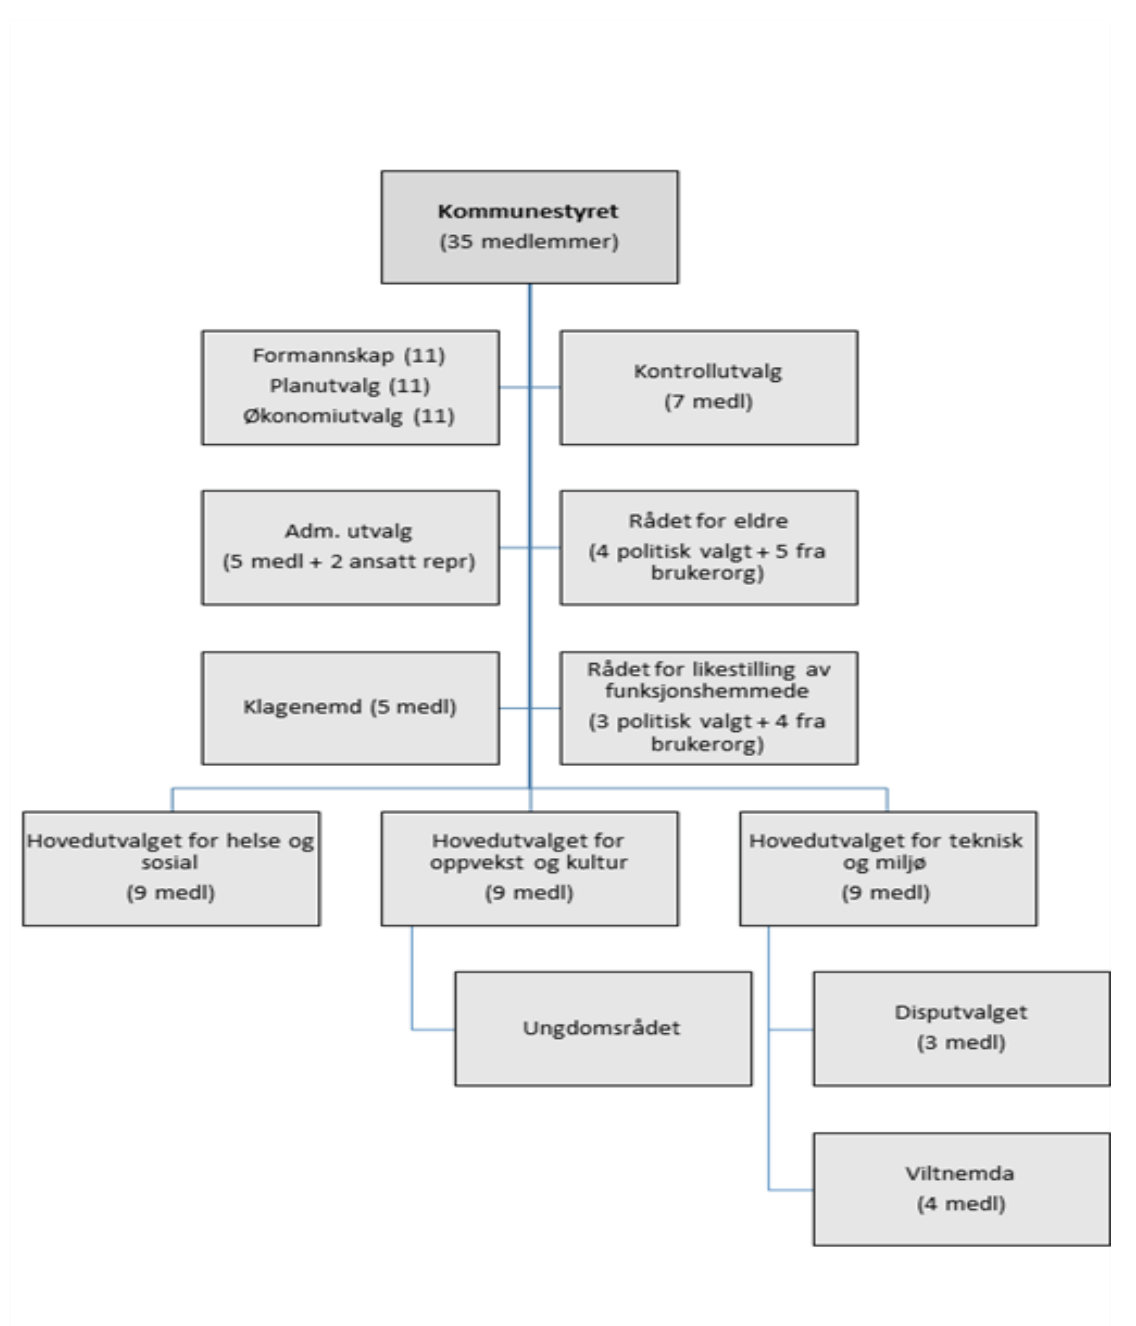 Kommunestyret
(35 medlemmer)
Formannskap (11)
Planutvalg (11)
Økonomiutvalg (11)
Kontrollutvalg
(7 medl)
Adm. utvalg
(5 medl + 2 ansatt repr)
Rådet for eldre
(4 politisk valgt + 5 fra
brukerorg)
Klagenemd (5 medl)
Rådet for likestilling av
funksjonshemmede
(3 politisk valgt + 4 fra
brukerorg)
Hovedutvalget for helse og
sosial
(9 medl)
Hovedutvalget for
oppvekst og kultur
(9 medl)
Hovedutvalget for teknisk
og miljø
(9 medl)
Ungdomsrådet
Disputvalget
(3 medl)
Viltnemda
(4 medl)